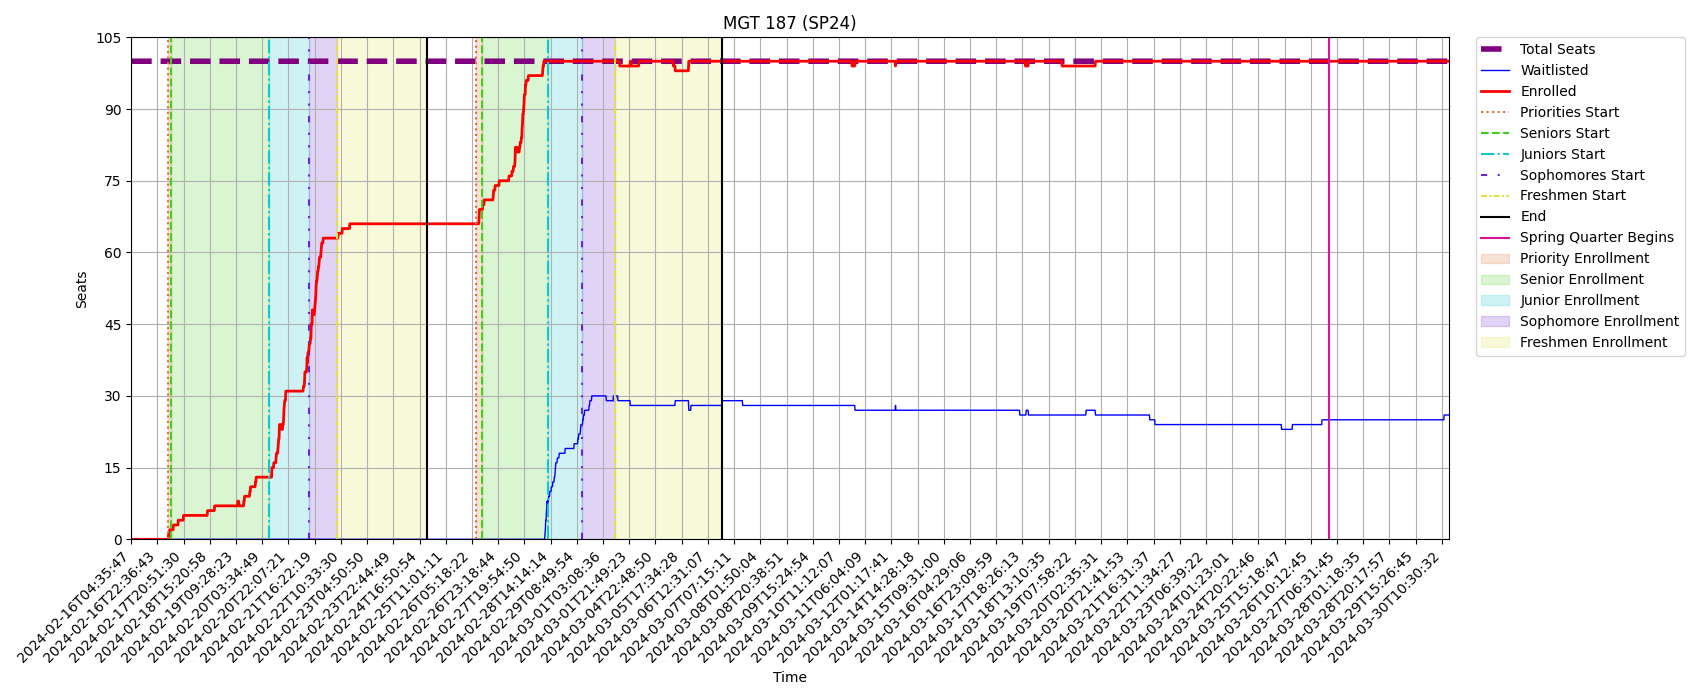 MGT 187 (SP24)
105
90
75
60
45
30
15
0
Seats
2024-02-16T04:35:47
2024-02-16T22:36:43
2024-02-17T20:51:30
2024-02-18T15:20:58
2024-02-19T09:28:23
2024-02-20T03:34:49
2024-02-20T22:07:21
2024-02-21T16:22:19
2024-02-22T10:33:30
2024-02-23T04:50:50
2024-02-23T22:44:49
2024-02-24T16:50:54
2024-02-25T11:01:11
2024-02-26T05:18:22
2024-02-26T23:18:44
2024-02-27T19:54:50
2024-02-28T14:14:14
2024-02-29T08:49:54
2024-03-01T03:08:36
2024-03-01T21:49:23
2024-03-04T22:48:50
2024-03-05T17:34:28
2024-03-06T12:31:07
2024-03-07T07:15:11
2024-03-08T01:50:04
2024-03-08T20:38:51
2024-03-09T15:24:54
2024-03-10T11:12:07
2024-03-11T06:04:09
2024-03-12T01:17:41
2024-03-14T14:28:18
2024-03-15T09:31:00
2024-03-16T04:29:06
2024-03-16T23:09:59
2024-03-17T18:26:13
2024-03-18T13:10:35
2024-03-19T07:58:22
2024-03-20T02:35:31
2024-03-20T21:41:53
2024-03-21T16:31:37
2024-03-22T11:34:27
2024-03-23T06:39:22
2024-03-24T01:23:01
2024-03-24T20:22:46
2024-03-25T15:18:47
2024-03-26T10:12:45
2024-03-27T06:31:45
2024-03-28T01:18:35
2024-03-28T20:17:57
2024-03-29T15:26:45
2024-03-30T10:30:32
Time
Total Seats
Waitlisted
Enrolled
Priorities Start
Seniors Start
Juniors Start
Sophomores Start
Freshmen Start
End
Spring Quarter Begins
Priority Enrollment
Senior Enrollment
Junior Enrollment
Sophomore Enrollment
Freshmen Enrollment